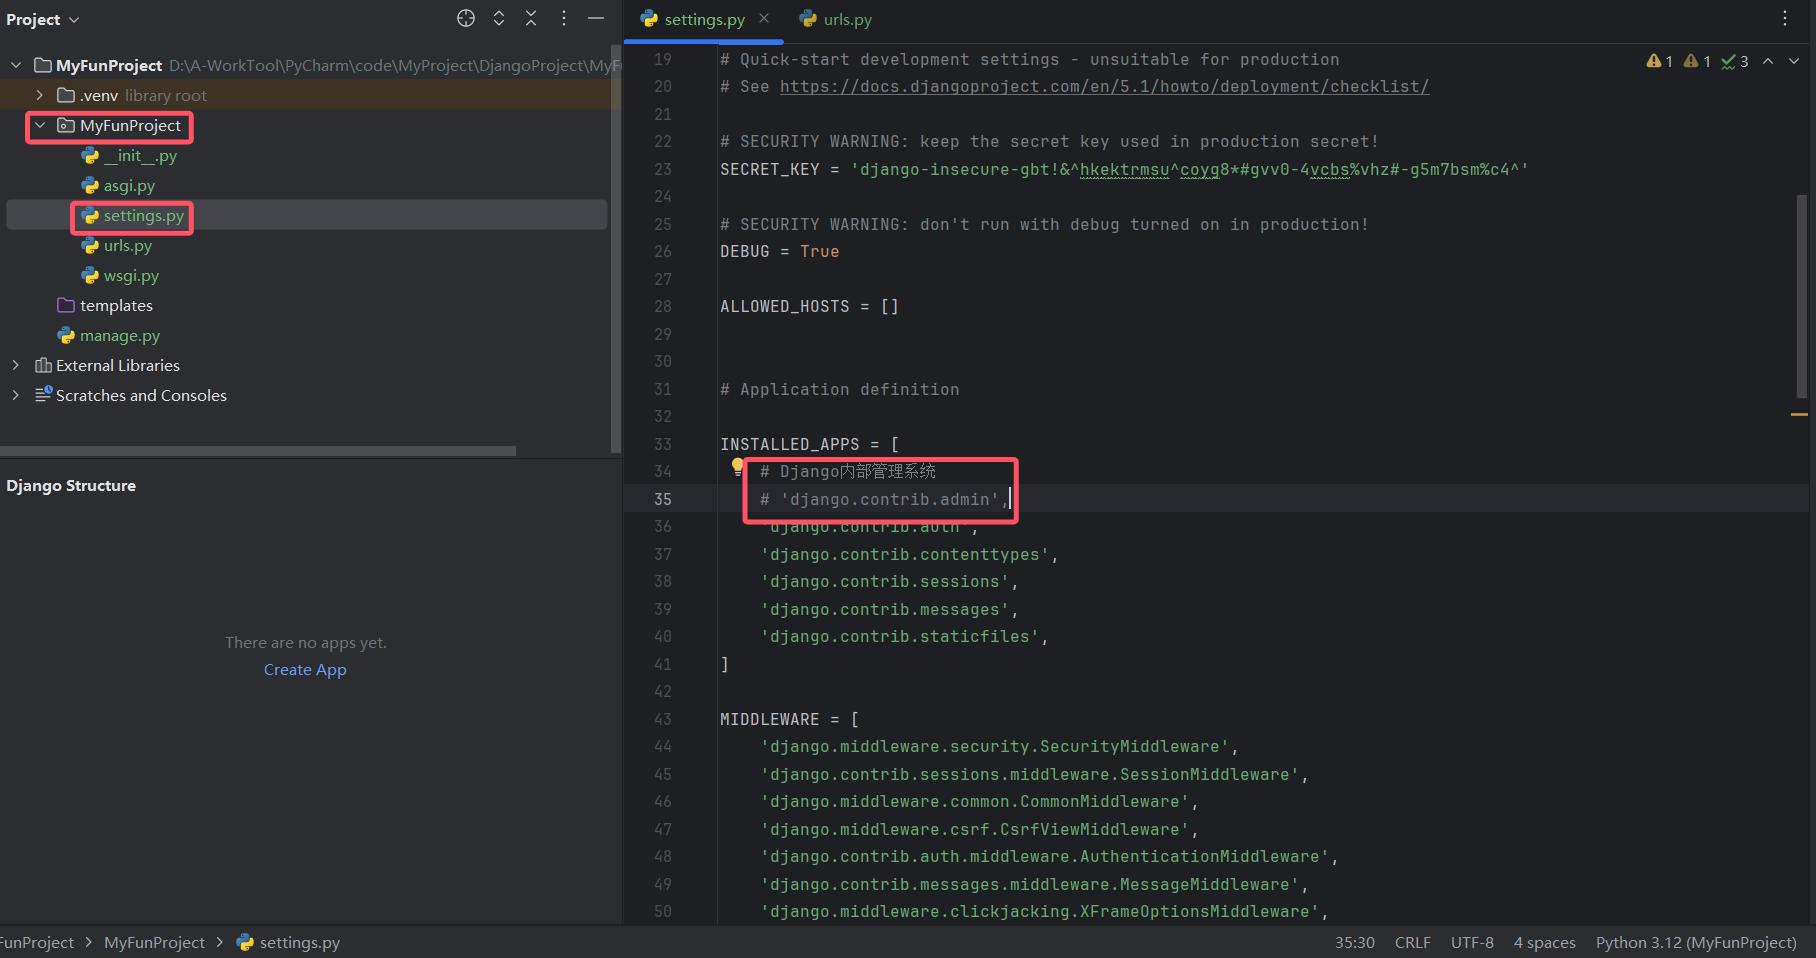 Project
MyFunProject D:\A-WorkTool\PyCharm\code\MyProject\DjangoProject\MyF
.venv library root
MyFunProject
__init__.py
asgi.py
settings.py
urls.py
wsgi.py
templates
manage.py
External Libraries
Scratches and Consoles
Django Structure
There are no apps yet.
Create App
settings.py
urls.py
1 1 3
19 # Quick-start development settings - unsuitable for production
20 # See https://docs.djangoproject.com/en/5.1/howto/deployment/checklist/
21
22 # SECURITY WARNING: keep the secret key used in production secret!
23 SECRET_KEY = 'django-insecure-gbt!&^hkektrmsu^coyg8*#gvv0-4vcbs%vhz#-g5m7bsm%c4^'
24
25 # SECURITY WARNING: don't run with debug turned on in production!
26 DEBUG = True
27
28 ALLOWED_HOSTS = []
29
30
31 # Application definition
32
33 INSTALLED_APPS = [
34 # Django内部管理系统
35 # 'django.contrib.admin',
36 'django.contrib.auth',
37 'django.contrib.contenttypes',
38 'django.contrib.sessions',
39 'django.contrib.messages',
40 'django.contrib.staticfiles',
41 ]
42
43 MIDDLEWARE = [
44 'django.middleware.security.SecurityMiddleware',
45 'django.contrib.sessions.middleware.SessionMiddleware',
46 'django.middleware.common.CommonMiddleware',
47 'django.middleware.csrf.CsrfViewMiddleware',
48 'django.contrib.auth.middleware.AuthenticationMiddleware',
49 'django.contrib.messages.middleware.MessageMiddleware',
50 'django.middleware.clickjacking.XFrameOptionsMiddleware',
FunProject > MyFunProject > settings.py
35:30 CRLF UTF-8 4 spaces Python 3.12 (MyFunProject)